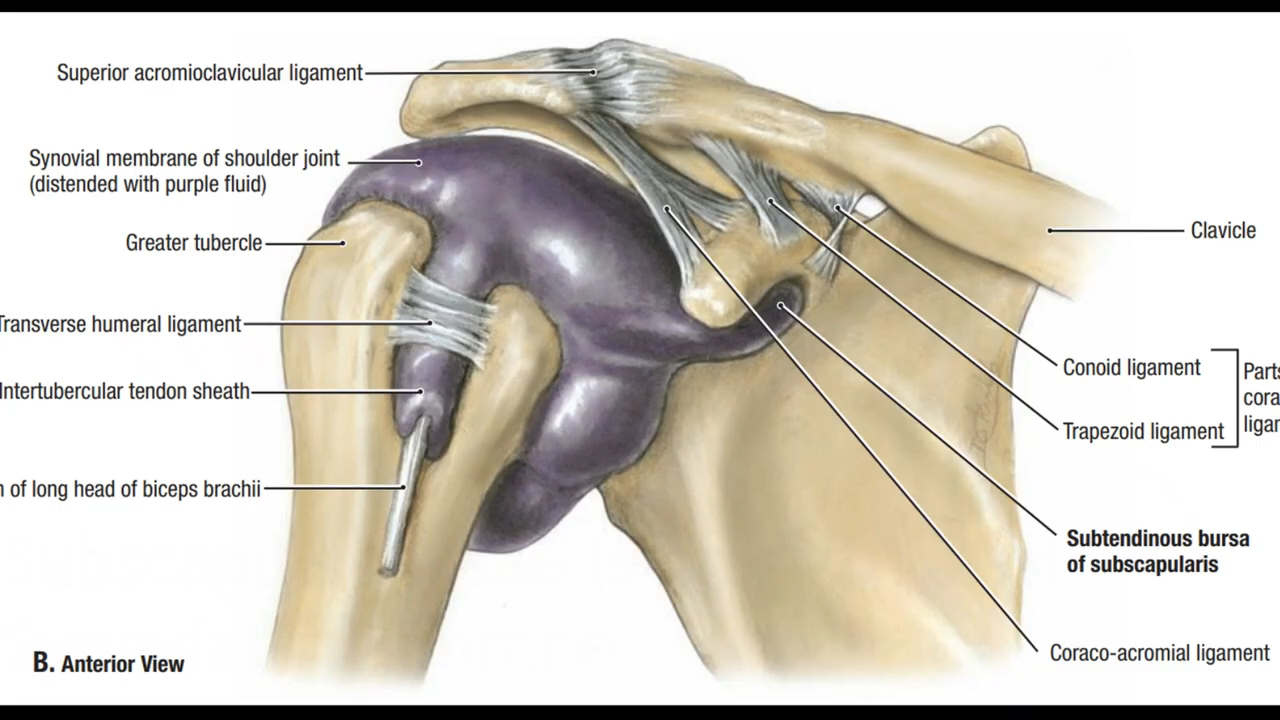 Superior acromioclavicular ligament
Synovial membrane of shoulder joint
(distended with purple fluid)
Greater tubercle
Transverse humeral ligament
Intertubercular tendon sheath
of long head of biceps brachii
B. Anterior View
Clavicle
Conoid ligament
Trapezoid ligament
Parts
Subtendinous bursa
of subscapularis
Coraco-acromial ligament